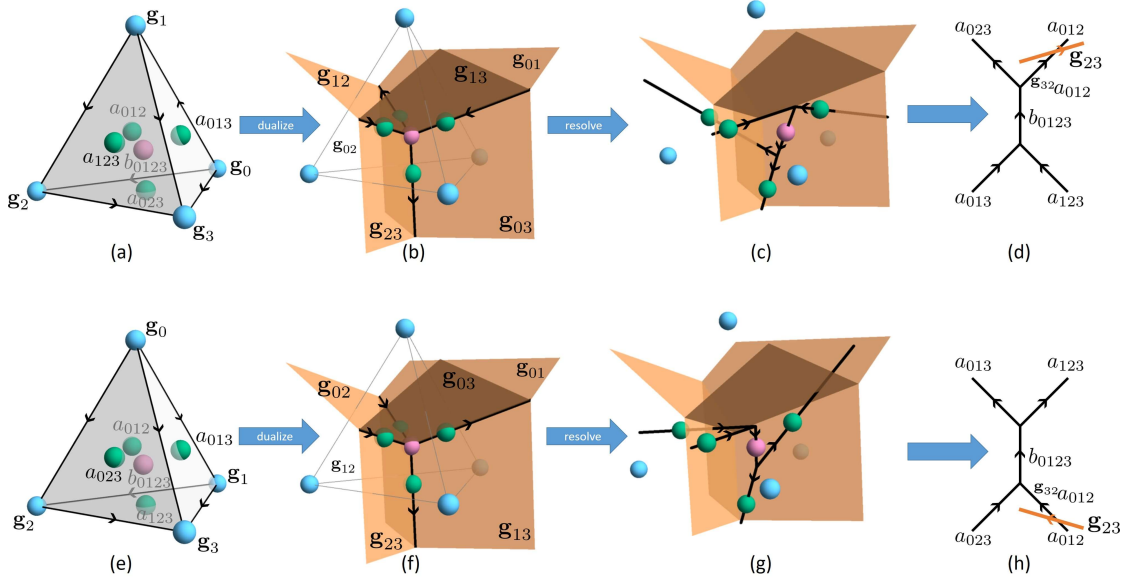 g₁
a₀₁₂
a₀₁₃
a₁₂₃
b₀₁₂₃
g₀
g₂
a₀₂₃
g₃
(a)
dualize
g₁₂
g₁₃
g₀₁
g₀₂
g₂₃
g₀₃
(b)
resolve
(c)
a₀₂₃
a₀₁₂
g₂₃
g₃₂a₀₁₂
b₀₁₂₃
a₀₁₃
a₁₂₃
(d)
g₀
a₀₁₂
a₀₁₃
a₀₂₃
b₀₁₂₃
g₁
g₂
a₁₂₃
g₃
(e)
dualize
g₀₂
g₀₃
g₀₁
g₁₂
g₂₃
g₁₃
(f)
resolve
(g)
a₀₁₃
a₁₂₃
b₀₁₂₃
g₃₂a₀₁₂
g₂₃
a₀₂₃
a₀₁₂
(h)